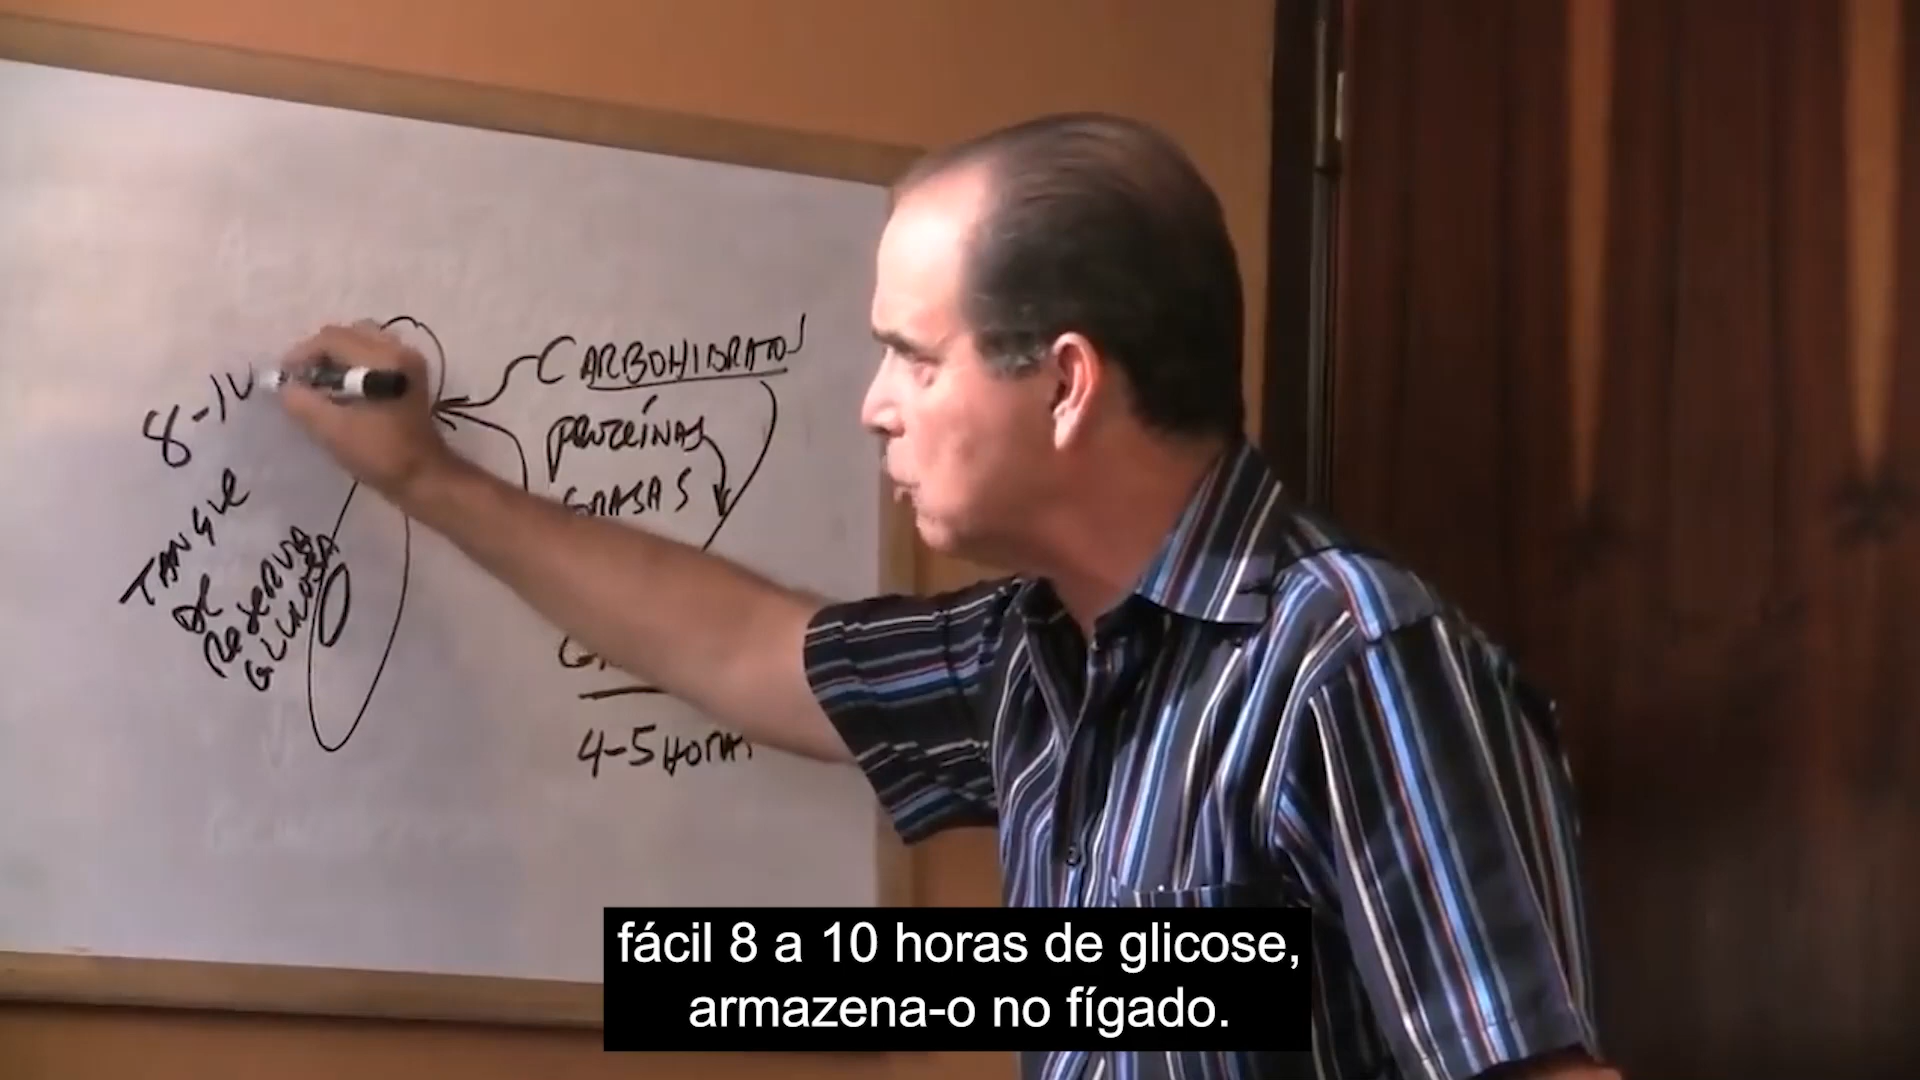 8-10
TANQUE
DE
RESERVA
GLUCOSA
CARBOHIDRATOS
PROTEÍNAS
GRASAS
4-5 HORAS
fácil 8 a 10 horas de glicose,
armazena-o no fígado.